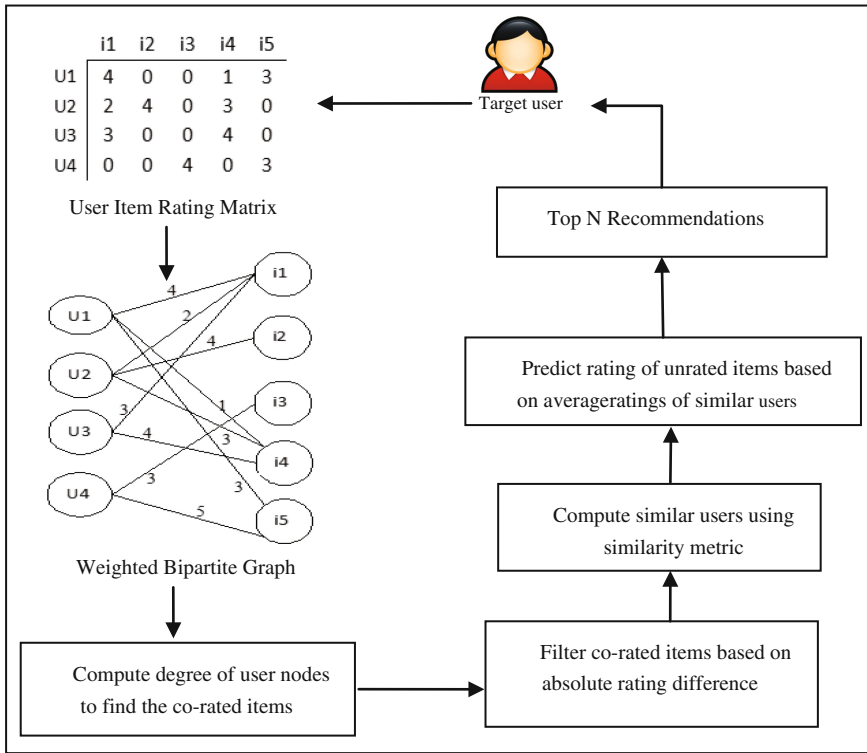 i1 i2 i3 i4 i5
U1 4 0 0 1 3
U2 2 4 0 3 0
U3 3 0 0 4 0
U4 0 0 4 0 3
User Item Rating Matrix
Target user
Top N Recommendations
Predict rating of unrated items based
on averageratings of similar users
Compute similar users using
similarity metric
Filter co-rated items based on
absolute rating difference
U1
U2
U3
U4
i1
i2
i3
i4
i5
4
2
4
3
1
4
3
3
3
5
Weighted Bipartite Graph
Compute degree of user nodes
to find the co-rated items